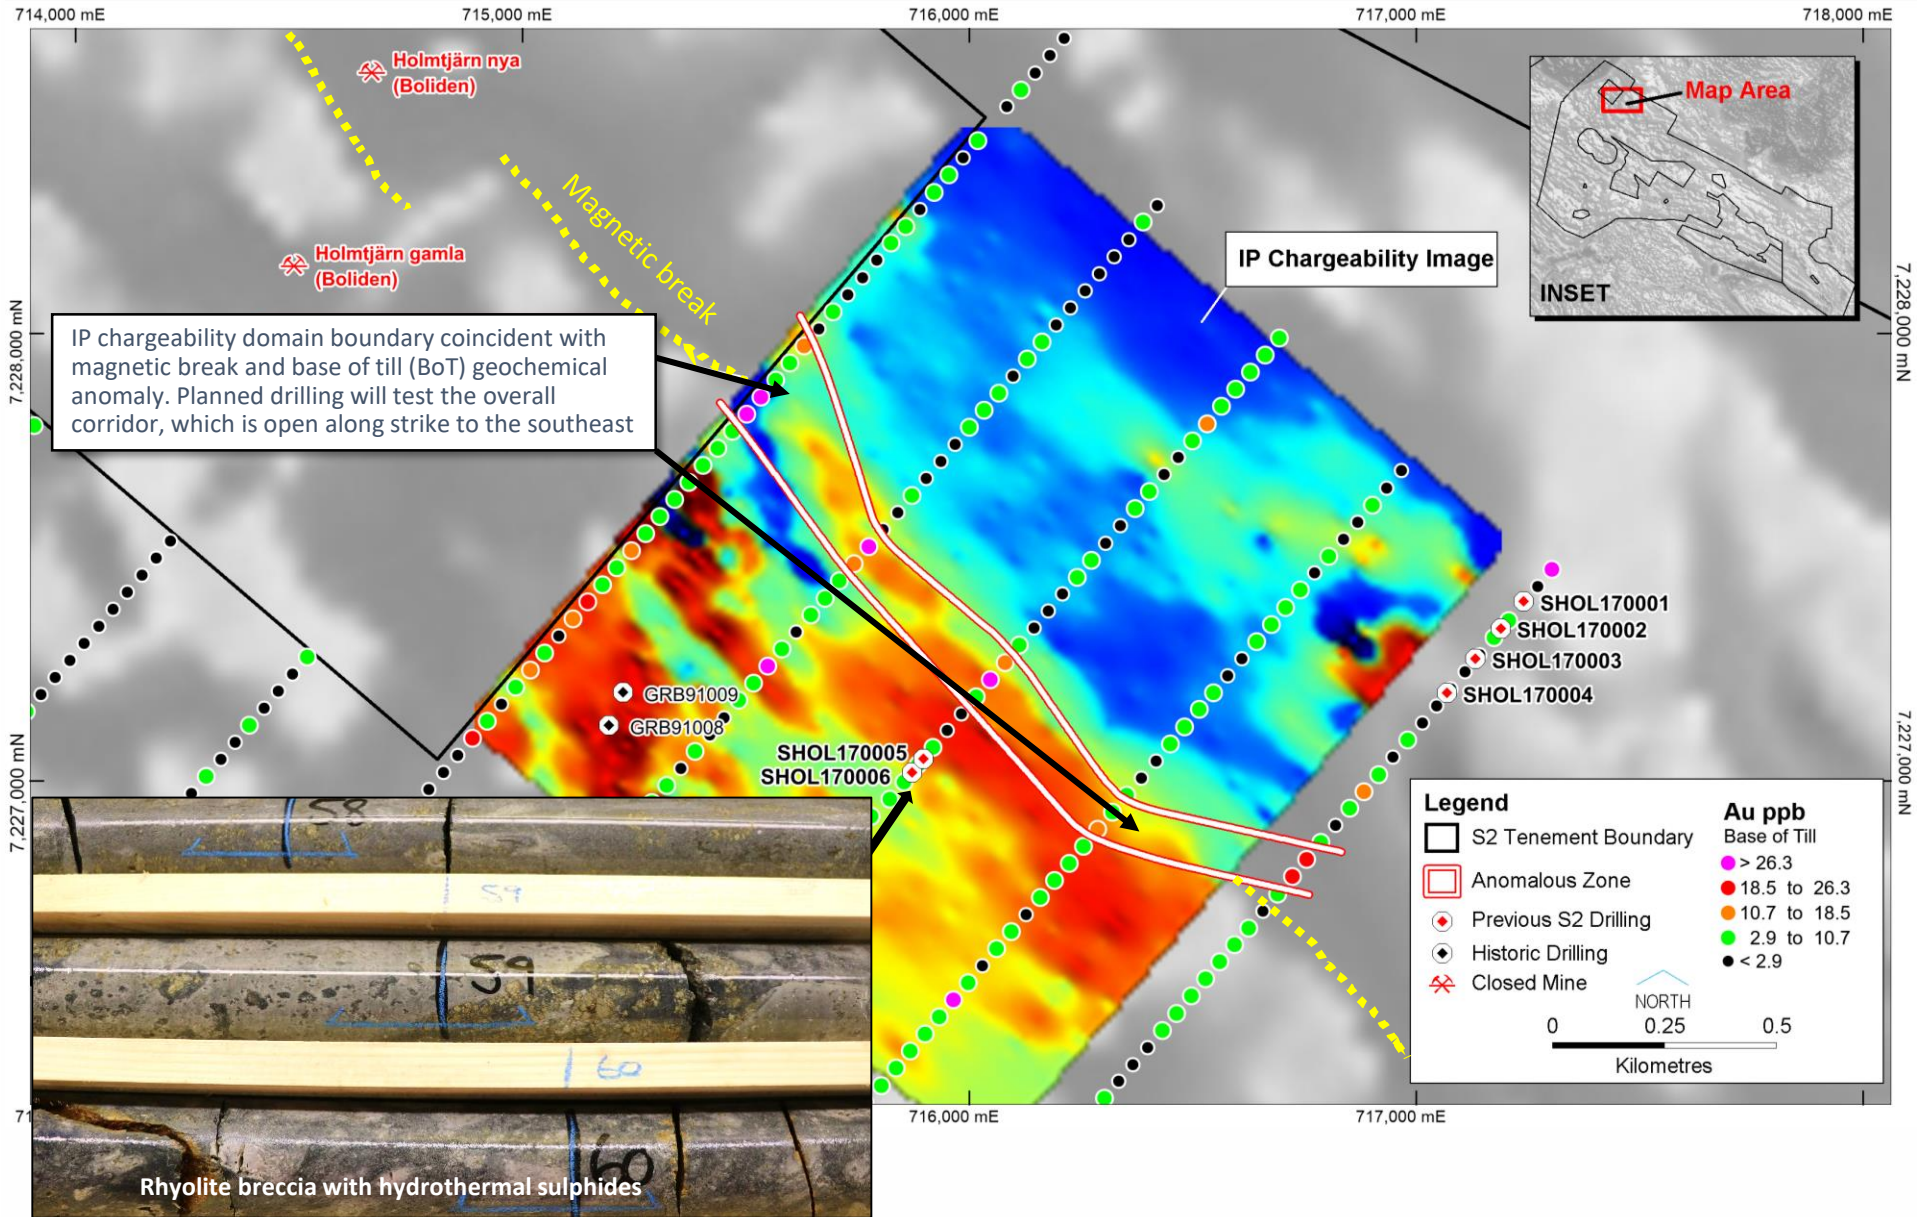 714,000 mE
715,000 mE
716,000 mE
717,000 mE
718,000 mE
Holmtjärn nya
(Boliden)
Map Area
INSET
Magnetic break
Holmtjärn gamla
(Boliden)
IP Chargeability Image
7,228,000 mN
7,228,000 mN
IP chargeability domain boundary coincident with
magnetic break and base of till (BoT) geochemical
anomaly. Planned drilling will test the overall
corridor, which is open along strike to the southeast
SHOL170001
SHOL170002
SHOL170003
SHOL170004
GRB91009
GRB91008
SHOL170005
SHOL170006
7,227,000 mN
7,227,000 mN
Legend
S2 Tenement Boundary
Anomalous Zone
Previous S2 Drilling
Historic Drilling
Closed Mine
Au ppb
Base of Till
> 26.3
18.5 to 26.3
10.7 to 18.5
2.9 to 10.7
< 2.9
NORTH
0 0.25 0.5
Kilometres
58
59
59
60
60
Rhyolite breccia with hydrothermal sulphides
71
716,000 mE
717,000 mE